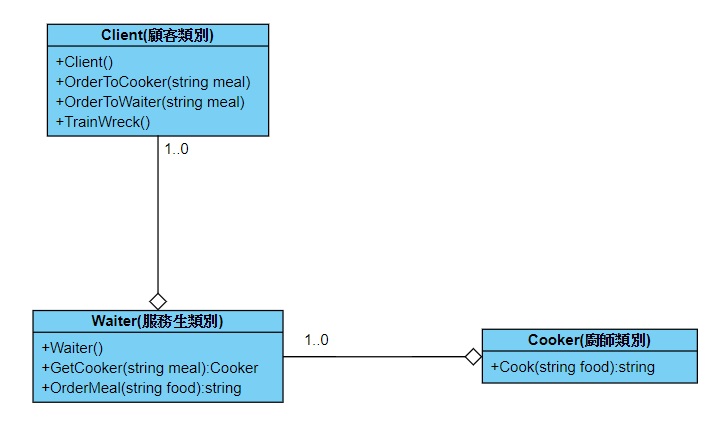 Client(顧客類別)
+Client()
+OrderToCooker(string meal)
+OrderToWaiter(string meal)
+TrainWreck()
1..0
Waiter(服務生類別)
+Waiter()
+GetCooker(string meal):Cooker
+OrderMeal(string food):string
1..0
Cooker(廚師類別)
+Cook(string food):string